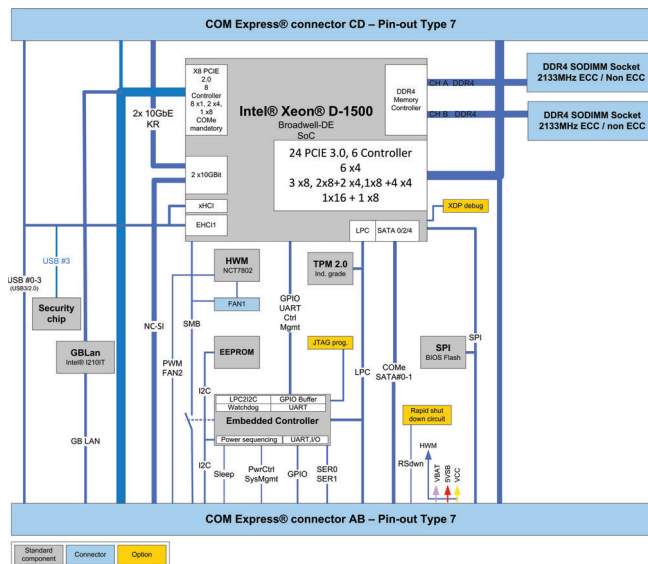 COM Express® connector CD – Pin-out Type 7
X8 PCIE
2.0
8
Controller
8 x1, 2 x4,
1 x8
COMe
mandatory
Intel® Xeon® D-1500
Broadwell-DE
SoC
DDR4
Memory
Controller
CH A DDR4
CH B DDR4
DDR4 SODIMM Socket
2133MHz ECC / Non ECC
DDR4 SODIMM Socket
2133MHz ECC / non ECC
2x 10GbE
KR
24 PCIE 3.0, 6 Controller
6 x4
3 x8, 2x8+2 x4,1x8 +4 x4
1x16 + 1 x8
2 x10GBit
xHCI
EHCI1
LPC
SATA 0/2/4
XDP debug
USB #3
USB #0-3
(USB3/2.0)
Security
chip
GBLan
Intel® I210IT
NC-SI
SMB
HWM
NCT7802
FAN1
TPM 2.0
Ind. grade
GPIO
UART
Ctrl
Mgmt
EEPROM
JTAG prog.
SPI
BIOS Flash
SPI
PWM
FAN2
I2C
LPC
COMe
SATA#0-1
LPC2I2C
GPIO Buffer
Watchdog
UART
Embedded Controller
Power sequencing
UART,I/O
Rapid shut
down circuit
GB LAN
I2C
Sleep
PwrCtrl
SysMgmt
GPIO
SER0
SER1
RSdwn
HWM
VBAT
5VSB
VCC
COM Express® connector AB – Pin-out Type 7
Standard
component
Connector
Option